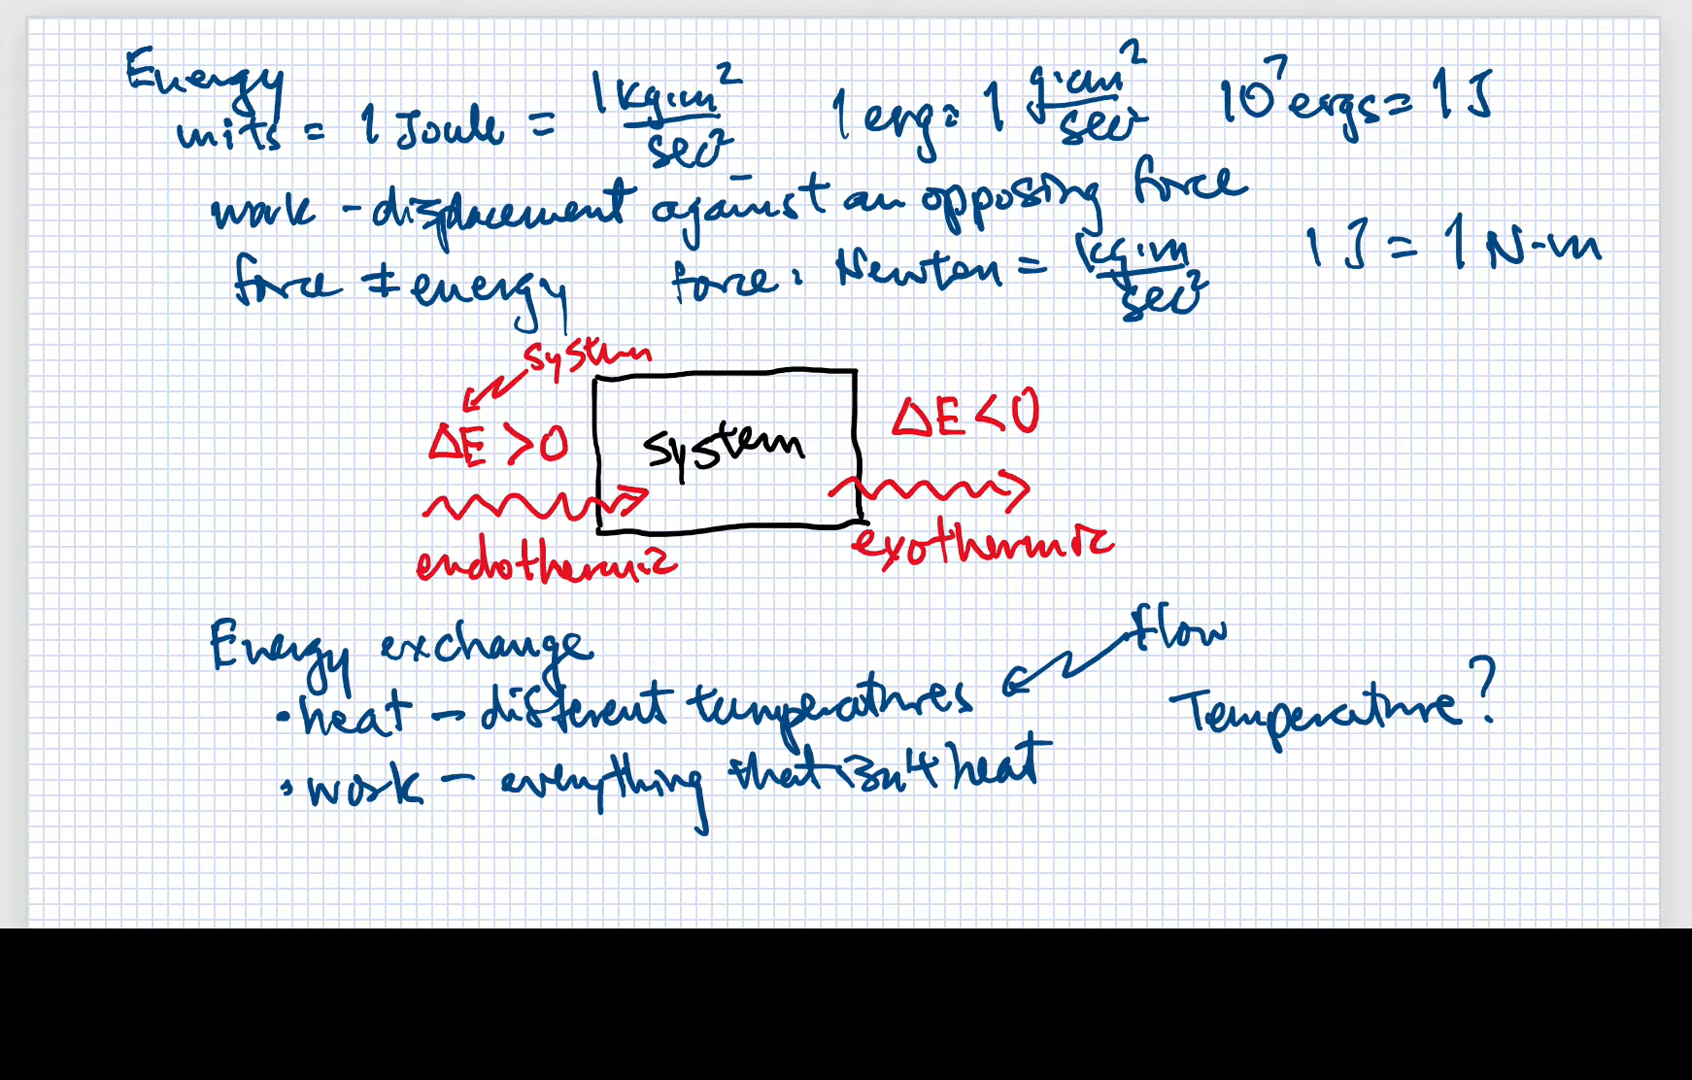 Energy
units = 1 Joule = 1 kg·m²/sec² 1 erg = 1 g·cm²/sec² 10⁷ ergs = 1 J
work - displacement against an opposing force
force ≠ energy force: Newton = kg·m/sec² 1 J = 1 N-m
system
ΔE > 0 system ΔE < 0
endothermic exothermic
Energy exchange flow
• heat - different temperatures Temperature?
• work - everything that isn't heat